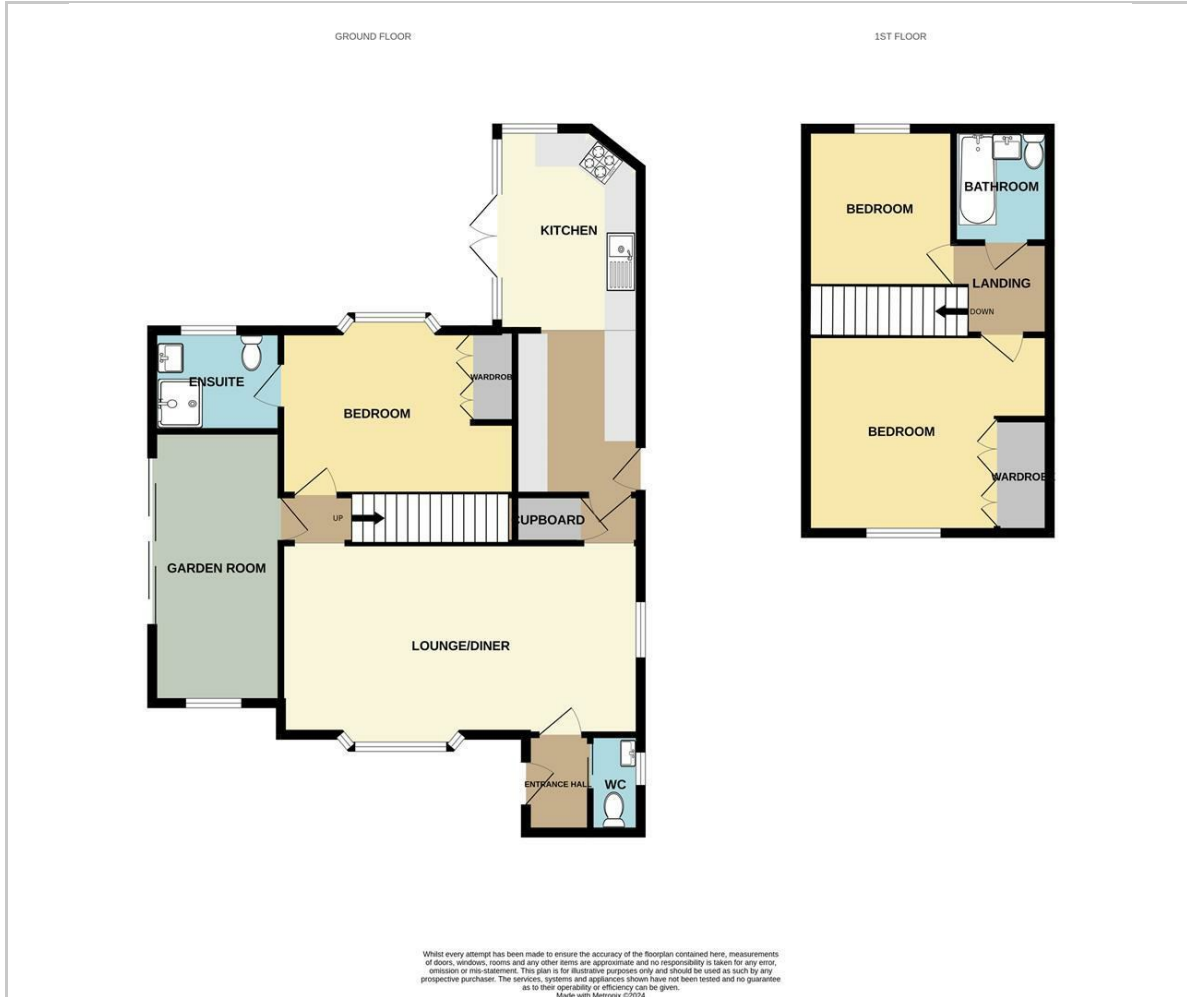 GROUND FLOOR
1ST FLOOR
KITCHEN
BEDROOM
BATHROOM
LANDING
DOWN
ENSUITE
WARDROB
BEDROOM
BEDROOM
WARDROBE
UP
CUPBOARD
GARDEN ROOM
LOUNGE/DINER
ENTRANCE HALL
WC
Whilst every attempt has been made to ensure the accuracy of the floorplan contained here, measurements
of doors, windows, rooms and any other items are approximate and no responsibility is taken for any error,
omission or mis-statement. This plan is for illustrative purposes only and should be used as such by any
prospective purchaser. The services, systems and appliances shown have not been tested and no guarantee
as to their operability or efficiency can be given.
Made with Metropix ©2024